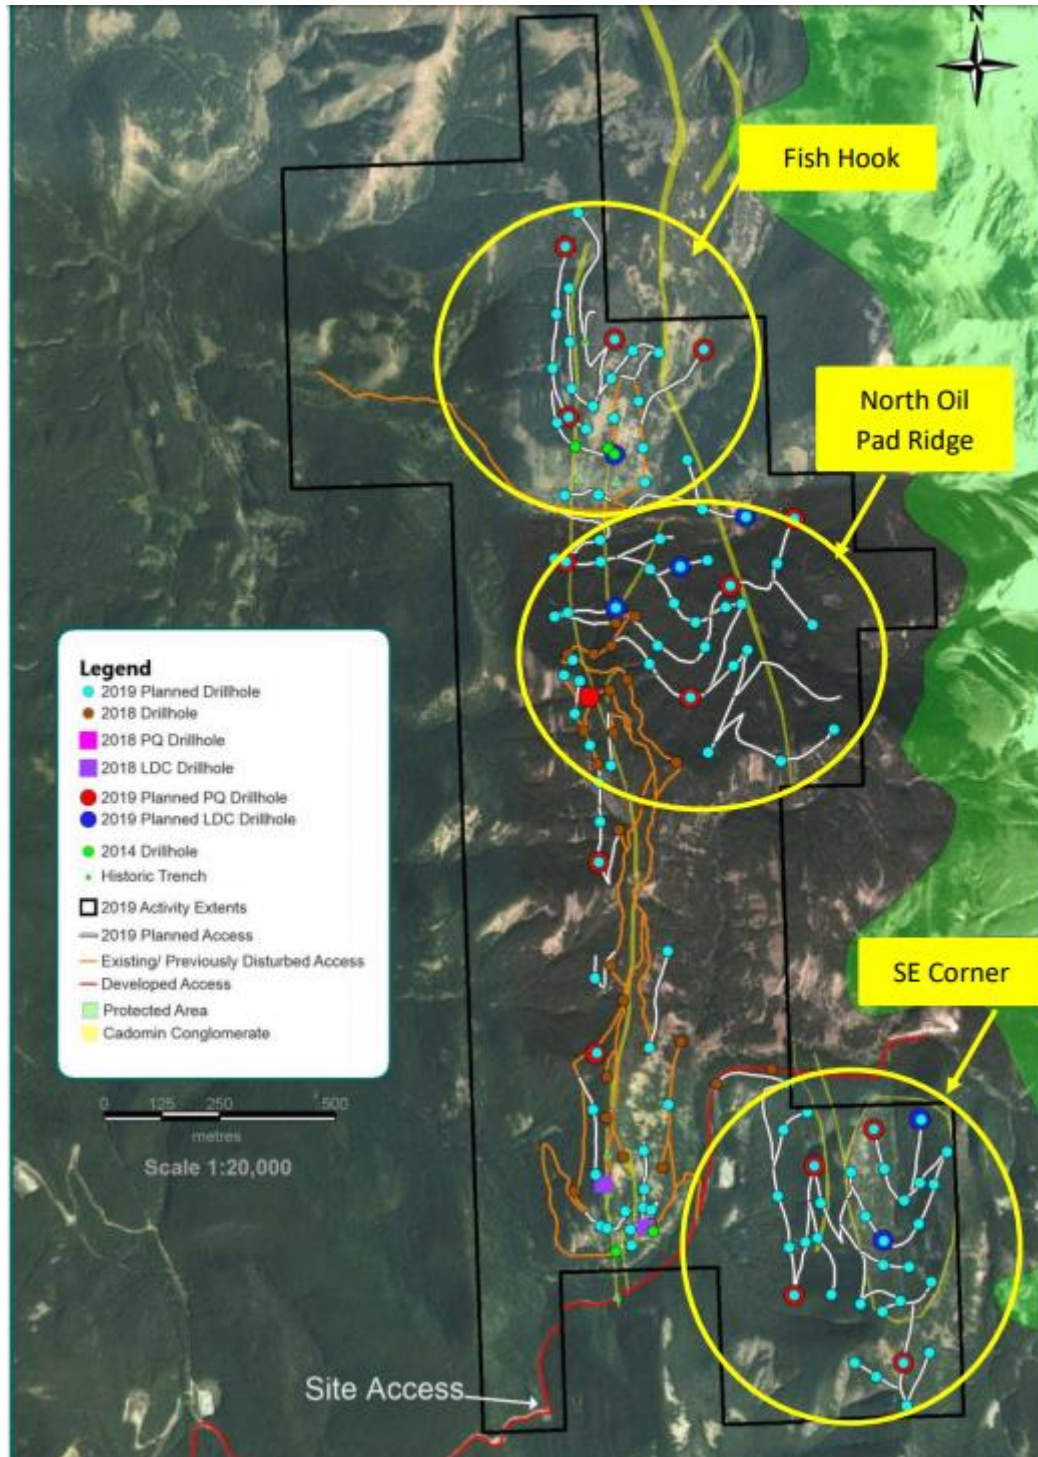 N
Fish Hook
North Oil
Pad Ridge
Legend
2019 Planned Drillhole
2018 Drillhole
2018 PQ Drillhole
2018 LDC Drillhole
2019 Planned PQ Drillhole
2019 Planned LDC Drillhole
2014 Drillhole
Historic Trench
2019 Activity Extents
2019 Planned Access
Existing/ Previously Disturbed Access
Developed Access
Protected Area
Cadomin Conglomerate
SE Corner
0 125 250 500
metres
Scale 1:20,000
Site Access